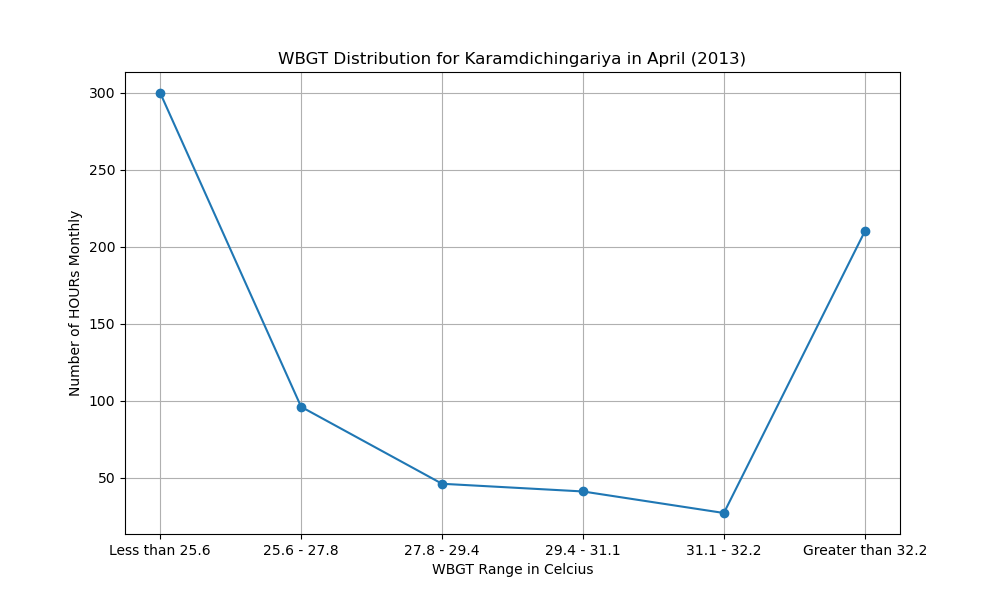 WBGT Distribution for Karamdichingariya in April (2013)
Number of HOURs Monthly
300
250
200
150
100
50
Less than 25.6 25.6 - 27.8 27.8 - 29.4 29.4 - 31.1 31.1 - 32.2 Greater than 32.2
WBGT Range in Celcius